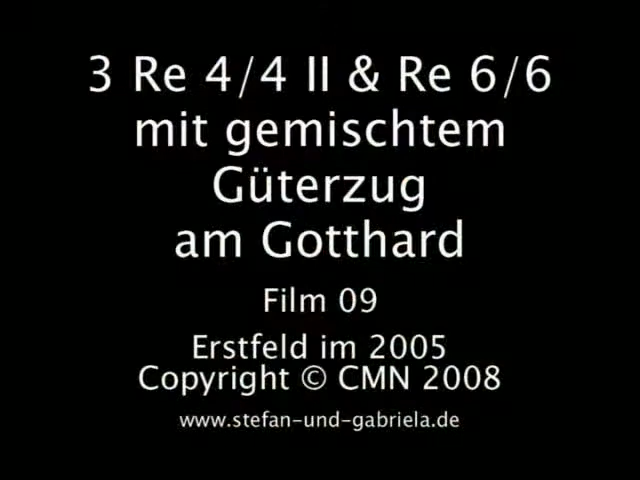 3 Re 4/4 II & Re 6/6
mit gemischtem
Güterzug
am Gotthard
Film 09
Erstfeld im 2005
Copyright © CMN 2008
www.stefan-und-gabriela.de